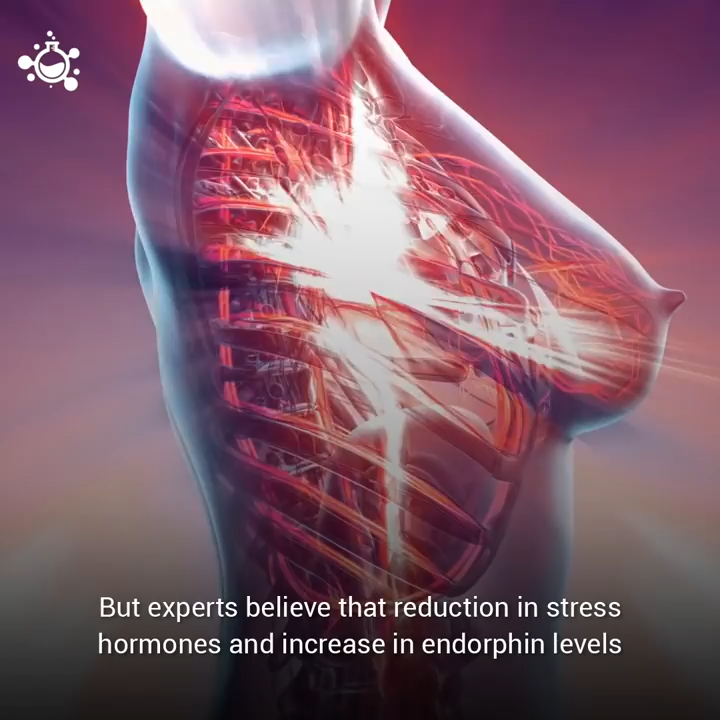 But experts believe that reduction in stress
hormones and increase in endorphin levels